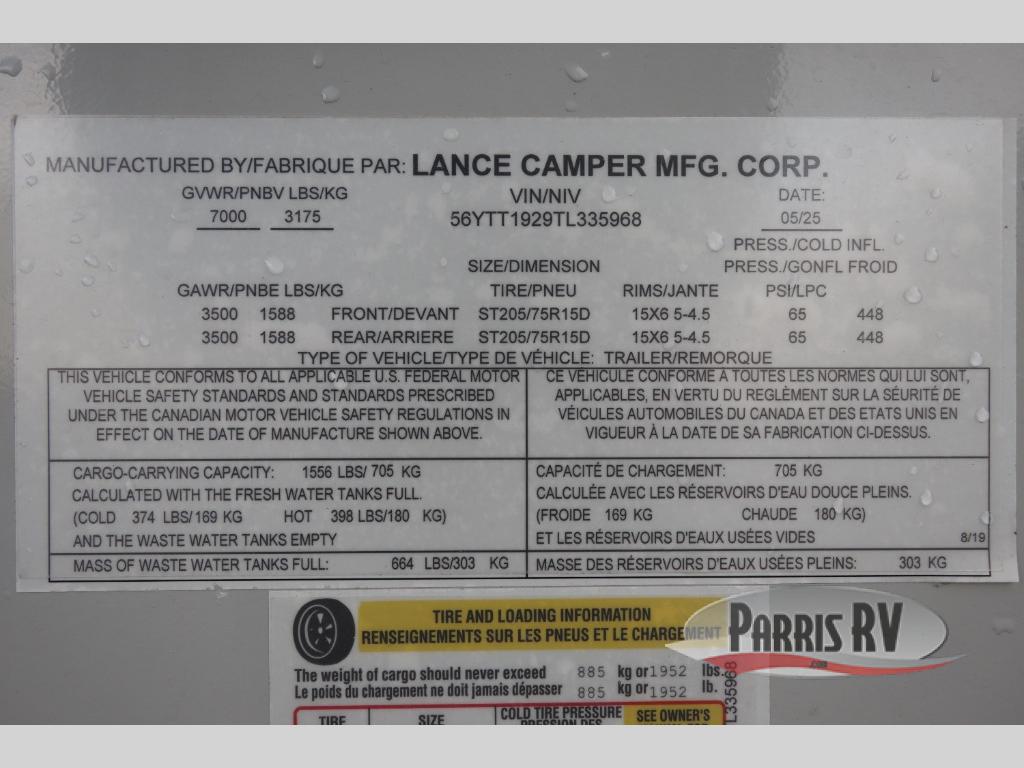 MANUFACTURED BY/FABRIQUE PAR: LANCE CAMPER MFG. CORP.
GVWR/PNBV LBS/KG VIN/NIV DATE:
7000 3175 56YTT1929TL335968 05/25
PRESS./COLD INFL.
SIZE/DIMENSION PRESS./GONFL FROID
GAWR/PNBE LBS/KG TIRE/PNEU RIMS/JANTE PSI/LPC
3500 1588 FRONT/DEVANT ST205/75R15D 15X6 5-4.5 65 448
3500 1588 REAR/ARRIERE ST205/75R15D 15X6 5-4.5 65 448
TYPE OF VEHICLE/TYPE DE VÉHICLE: TRAILER/REMORQUE
THIS VEHICLE CONFORMS TO ALL APPLICABLE U.S. FEDERAL MOTOR
VEHICLE SAFETY STANDARDS AND STANDARDS PRESCRIBED
UNDER THE CANADIAN MOTOR VEHICLE SAFETY REGULATIONS IN
EFFECT ON THE DATE OF MANUFACTURE SHOWN ABOVE.
CE VEHICULE CONFORME À TOUTES LES NORMES QUI LUI SONT,
APPLICABLES, EN VERTU DU REGLEMENT SUR LA SÉURITÉ DE
VÉICULES AUTOMOBILES DU CANADA ET DES ETATS UNIS EN
VIGUEUR À LA DATE DE SA FABRICATION CI-DESSUS.
CARGO-CARRYING CAPACITY: 1556 LBS/ 705 KG
CALCULATED WITH THE FRESH WATER TANKS FULL.
(COLD 374 LBS/169 KG HOT 398 LBS/180 KG)
AND THE WASTE WATER TANKS EMPTY
CAPACITÉ DE CHARGEMENT: 705 KG
CALCULÉE AVEC LES RÉSERVOIRS D'EAU DOUCE PLEINS.
(FROIDE 169 KG CHAUDE 180 KG)
ET LES RÉSERVOIRS D'EAUX USÉES VIDES 8/19
MASS OF WASTE WATER TANKS FULL: 664 LBS/303 KG
MASSE DES RÉSERVOIRS D'EAUX USÉES PLEINS: 303 KG
TIRE AND LOADING INFORMATION
RENSEIGNEMENTS SUR LES PNEUS ET LE CHARGEMENT
PARRIS RV
.com
The weight of cargo should never exceed 885 kg or 1952 lbs.
Le poids du chargement ne doit jamais dépasser 885 kg or 1952 lb.
L335968
TIRE SIZE COLD TIRE PRESSURE SEE OWNER'S